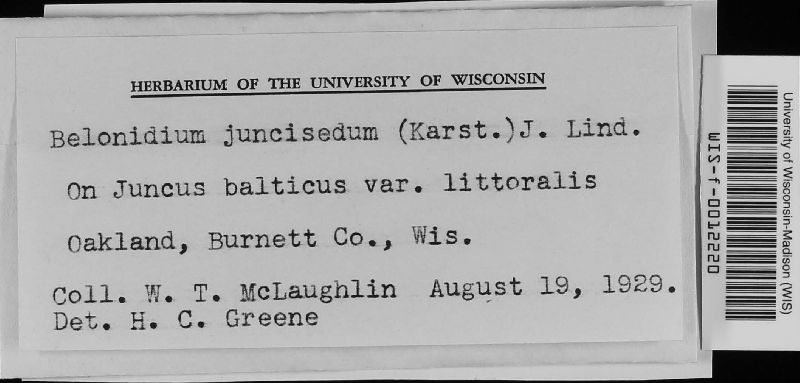 HERBARIUM OF THE UNIVERSITY OF WISCONSIN
Belonidium juncisedum (Karst.)J. Lind.
On Juncus balticus var. littoralis
Oakland, Burnett Co., Wis.
Coll. W. T. McLaughlin August 19, 1929.
Det. H. C. Greene
WIS-f-0012220
University of Wisconsin-Madison (WIS)